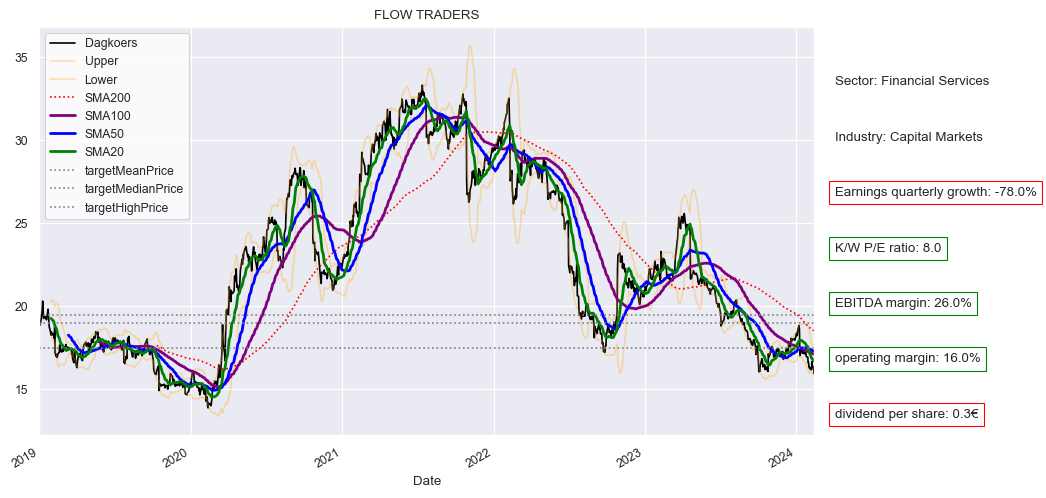 FLOW TRADERS
Dagkoers
Upper
Lower
SMA200
SMA100
SMA50
SMA20
targetMeanPrice
targetMedianPrice
targetHighPrice
35
30
25
20
15
2019
2020
2021
2022
2023
2024
Date
Sector: Financial Services
Industry: Capital Markets
Earnings quarterly growth: -78.0%
K/W P/E ratio: 8.0
EBITDA margin: 26.0%
operating margin: 16.0%
dividend per share: 0.3€